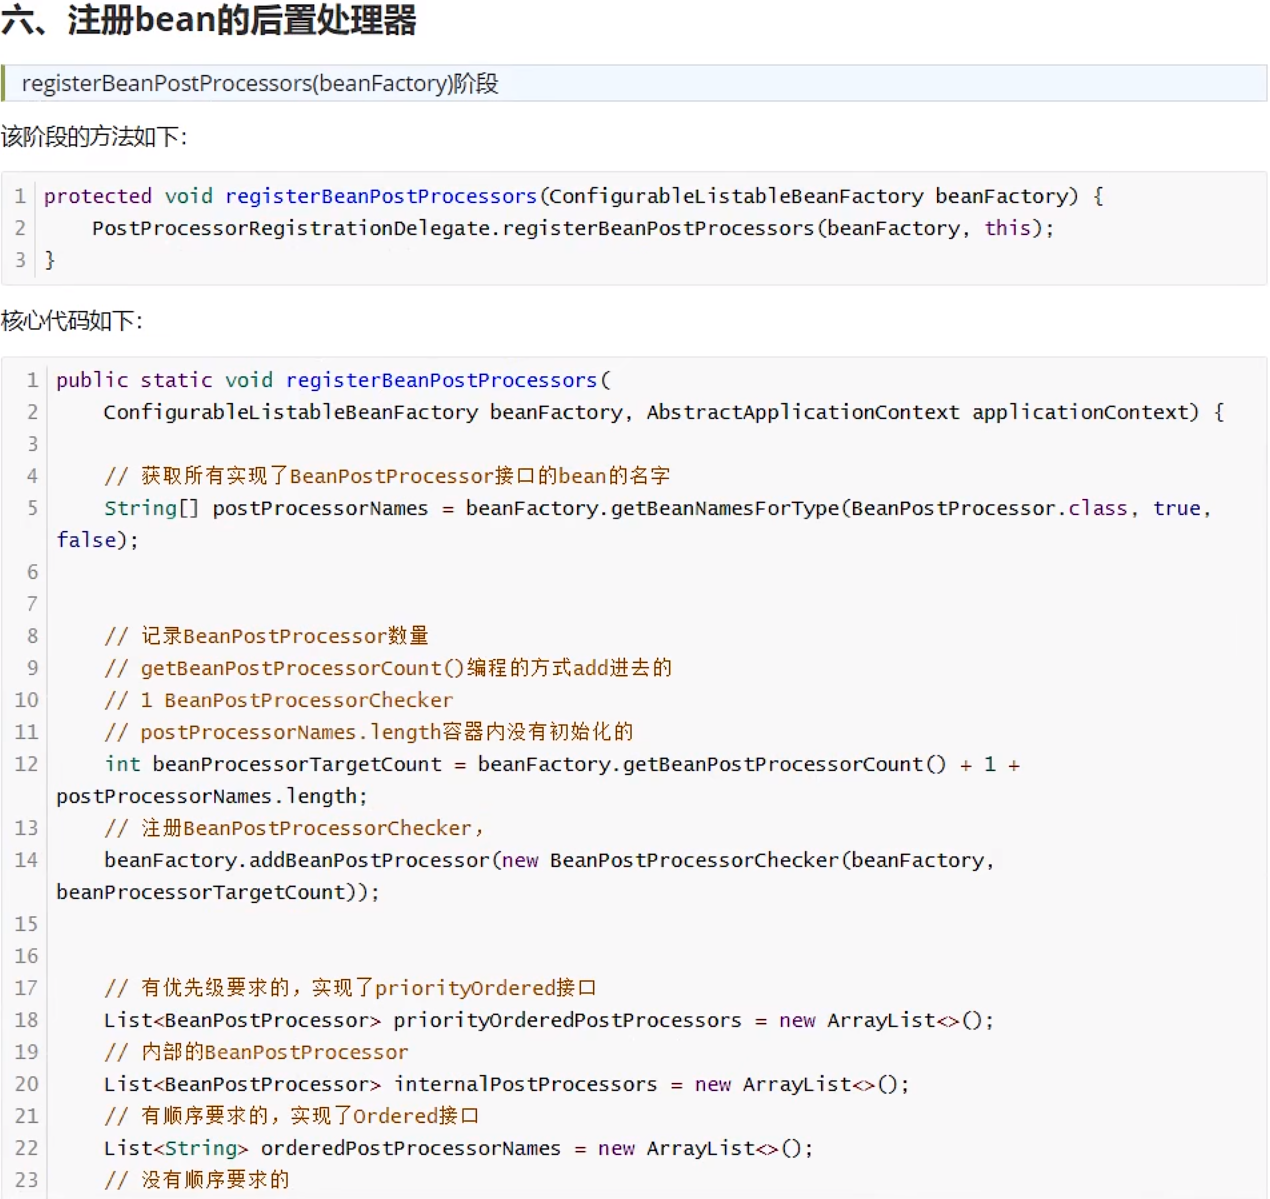 六、注册bean的后置处理器
registerBeanPostProcessors(beanFactory)阶段
该阶段的方法如下：
1 protected void registerBeanPostProcessors(ConfigurableListableBeanFactory beanFactory) {
2     PostProcessorRegistrationDelegate.registerBeanPostProcessors(beanFactory, this);
3 }
核心代码如下：
1 public static void registerBeanPostProcessors(
2     ConfigurableListableBeanFactory beanFactory, AbstractApplicationContext applicationContext) {
3
4     // 获取所有实现了BeanPostProcessor接口的bean的名字
5     String[] postProcessorNames = beanFactory.getBeanNamesForType(BeanPostProcessor.class, true,
false);
6
7
8     // 记录BeanPostProcessor数量
9     // getBeanPostProcessorCount()编程的方式add进去的
10     // 1 BeanPostProcessorChecker
11     // postProcessorNames.length容器内没有初始化的
12     int beanProcessorTargetCount = beanFactory.getBeanPostProcessorCount() + 1 +
postProcessorNames.length;
13     // 注册BeanPostProcessorChecker，
14     beanFactory.addBeanPostProcessor(new BeanPostProcessorChecker(beanFactory,
beanProcessorTargetCount));
15
16
17     // 有优先级要求的，实现了priorityOrdered接口
18     List<BeanPostProcessor> priorityOrderedPostProcessors = new ArrayList<>();
19     // 内部的BeanPostProcessor
20     List<BeanPostProcessor> internalPostProcessors = new ArrayList<>();
21     // 有顺序要求的，实现了Ordered接口
22     List<String> orderedPostProcessorNames = new ArrayList<>();
23     // 没有顺序要求的